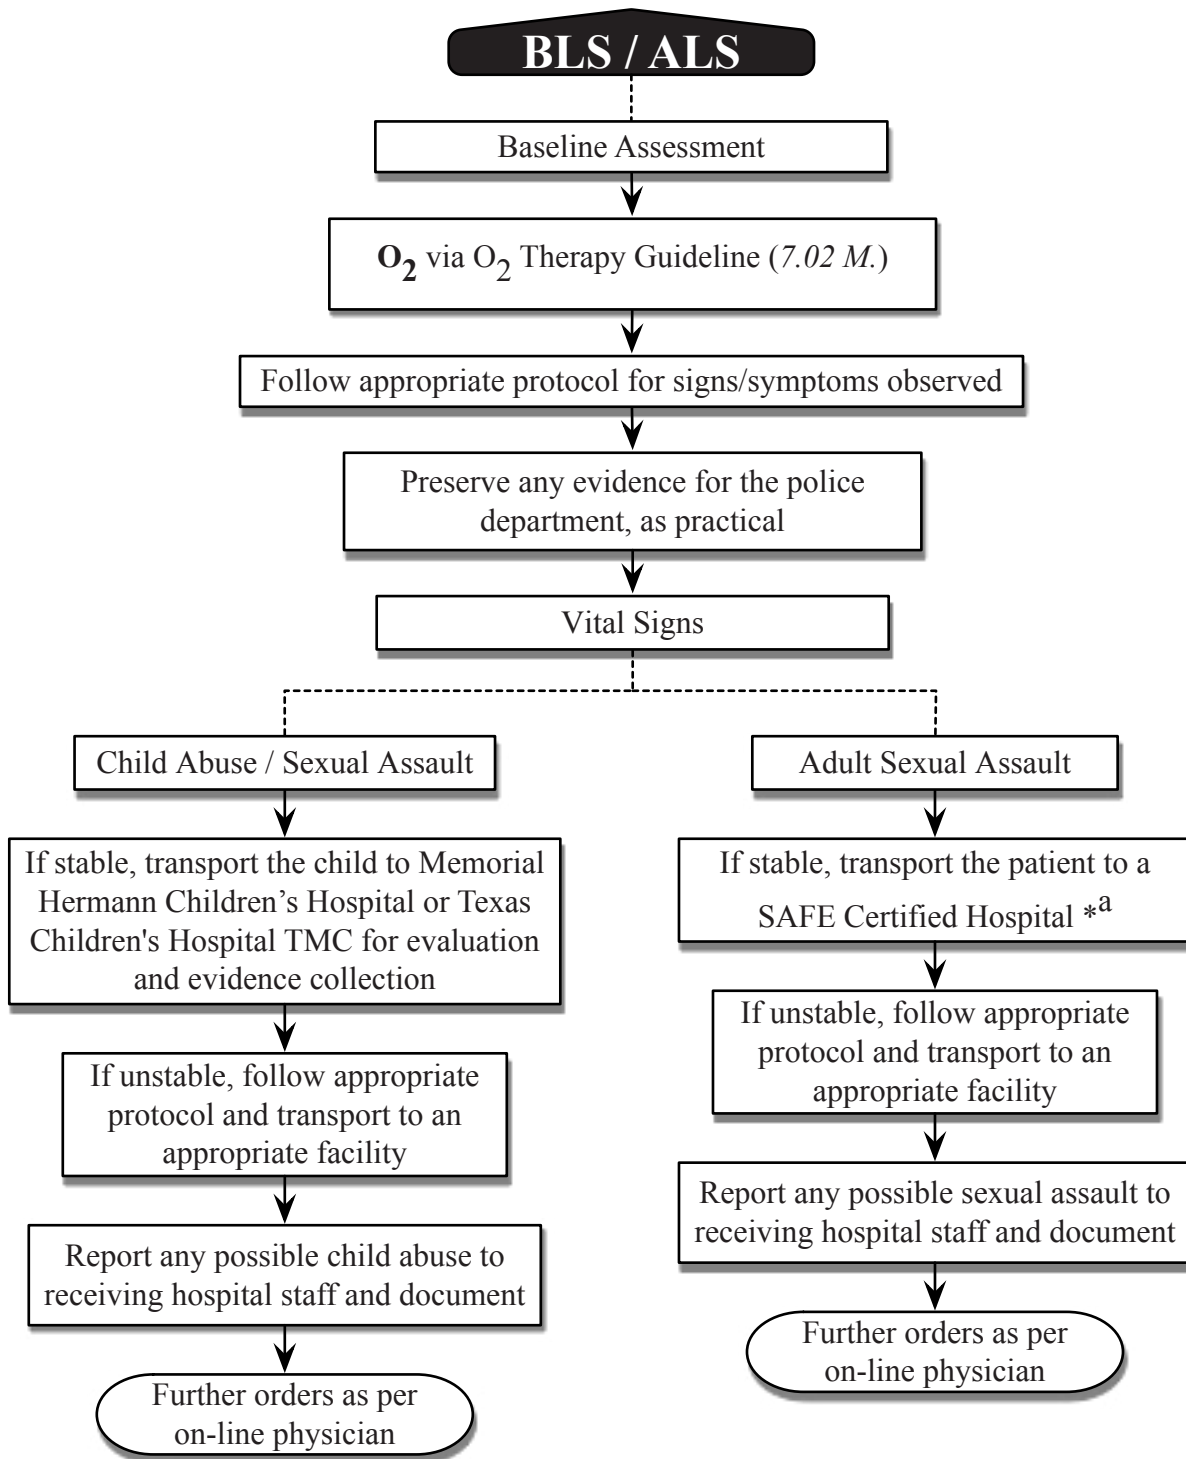 BLS / ALS
Baseline Assessment
O2 via O2 Therapy Guideline (7.02 M.)
Follow appropriate protocol for signs/symptoms observed
Preserve any evidence for the police
department, as practical
Vital Signs
Child Abuse / Sexual Assault
If stable, transport the child to Memorial
Hermann Children’s Hospital or Texas
Children's Hospital TMC for evaluation
and evidence collection
If unstable, follow appropriate
protocol and transport to an
appropriate facility
Report any possible child abuse to
receiving hospital staff and document
Further orders as per
on-line physician
Adult Sexual Assault
If stable, transport the patient to a
SAFE Certified Hospital *a
If unstable, follow appropriate
protocol and transport to an
appropriate facility
Report any possible sexual assault to
receiving hospital staff and document
Further orders as per
on-line physician